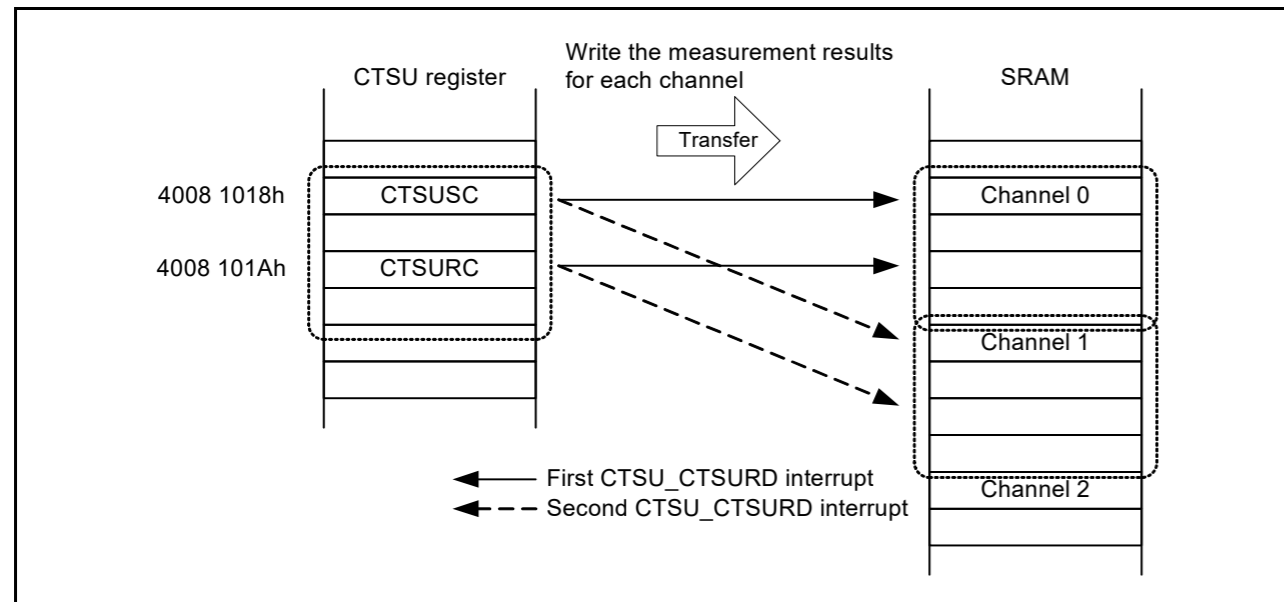 Write the measurement results
for each channel
CTSU register
SRAM
Transfer
4008 1018h
CTSUSC
Channel 0
4008 101Ah
CTSURC
Channel 1
First CTSU_CTSURD interrupt
Second CTSU_CTSURD interrupt
Channel 2